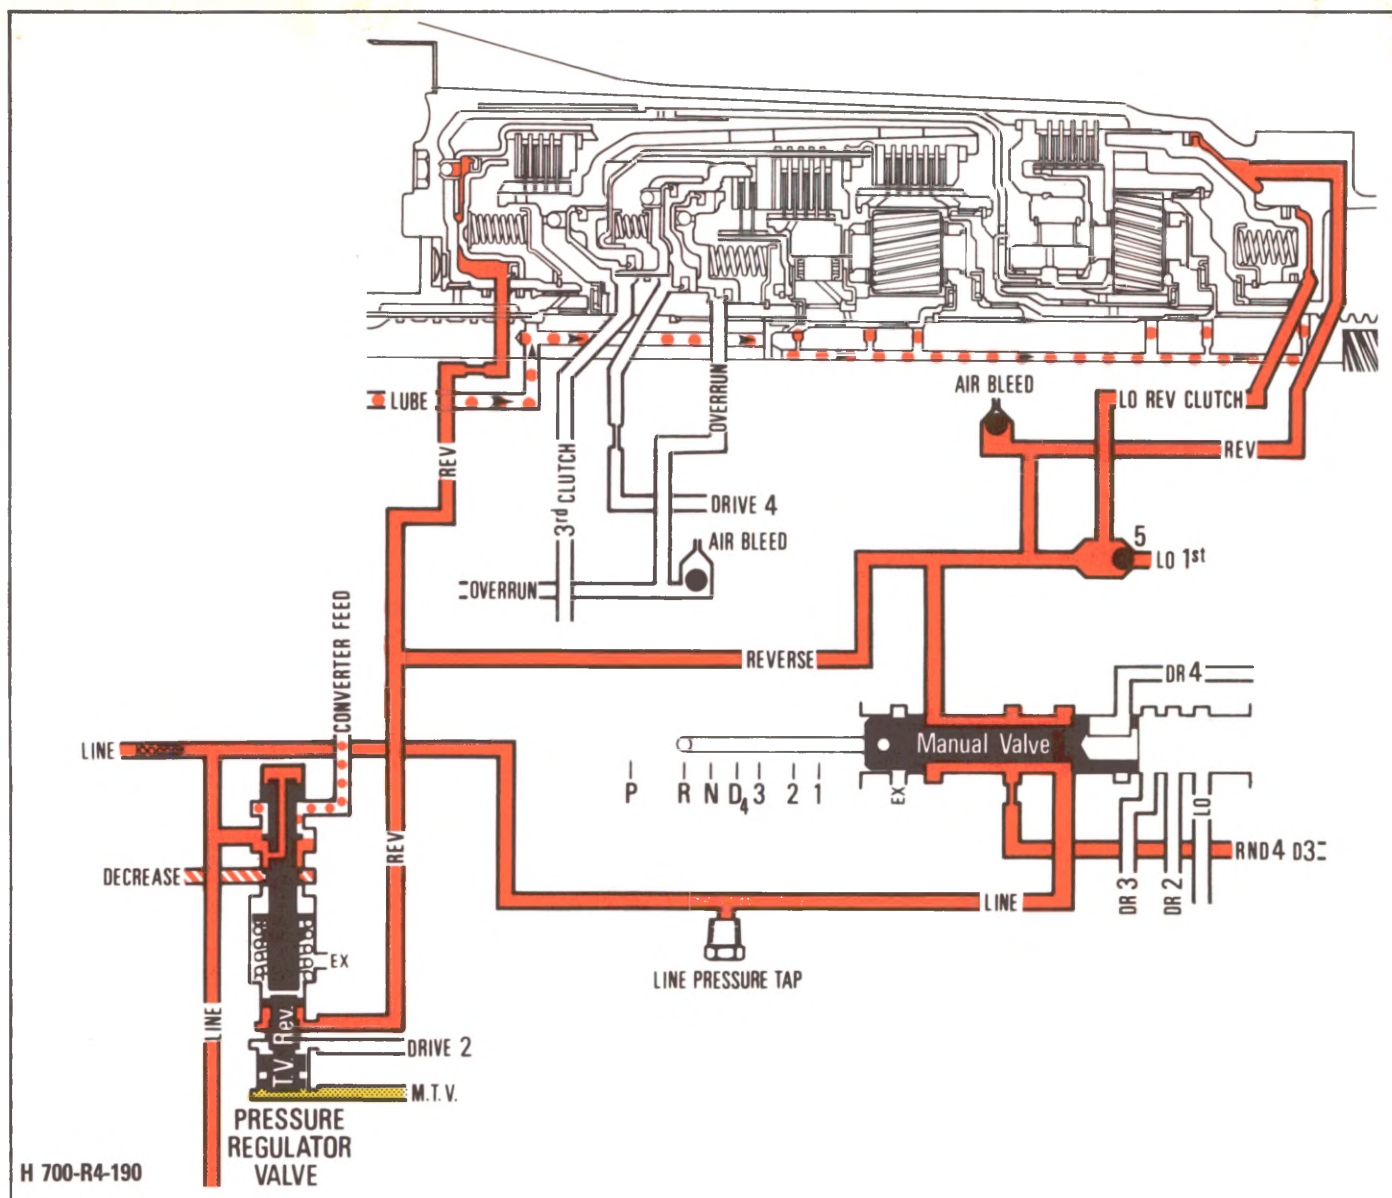 LUBE
REV
3rd CLUTCH
OVERRUN
DRIVE 4
AIR BLEED
OVERRUN
AIR BLEED
LO REV CLUTCH
REV
5
LO 1st
REVERSE
CONVERTER FEED
LINE
DR 4
Manual Valve
P R N D4 3 2 1
EX
LO
REV
DECREASE
RND4 D3
DR 3
DR 2
LINE
EX
LINE PRESSURE TAP
LINE
T.V. Rev.
DRIVE 2
M.T.V.
PRESSURE
REGULATOR
VALVE
H 700-R4-190